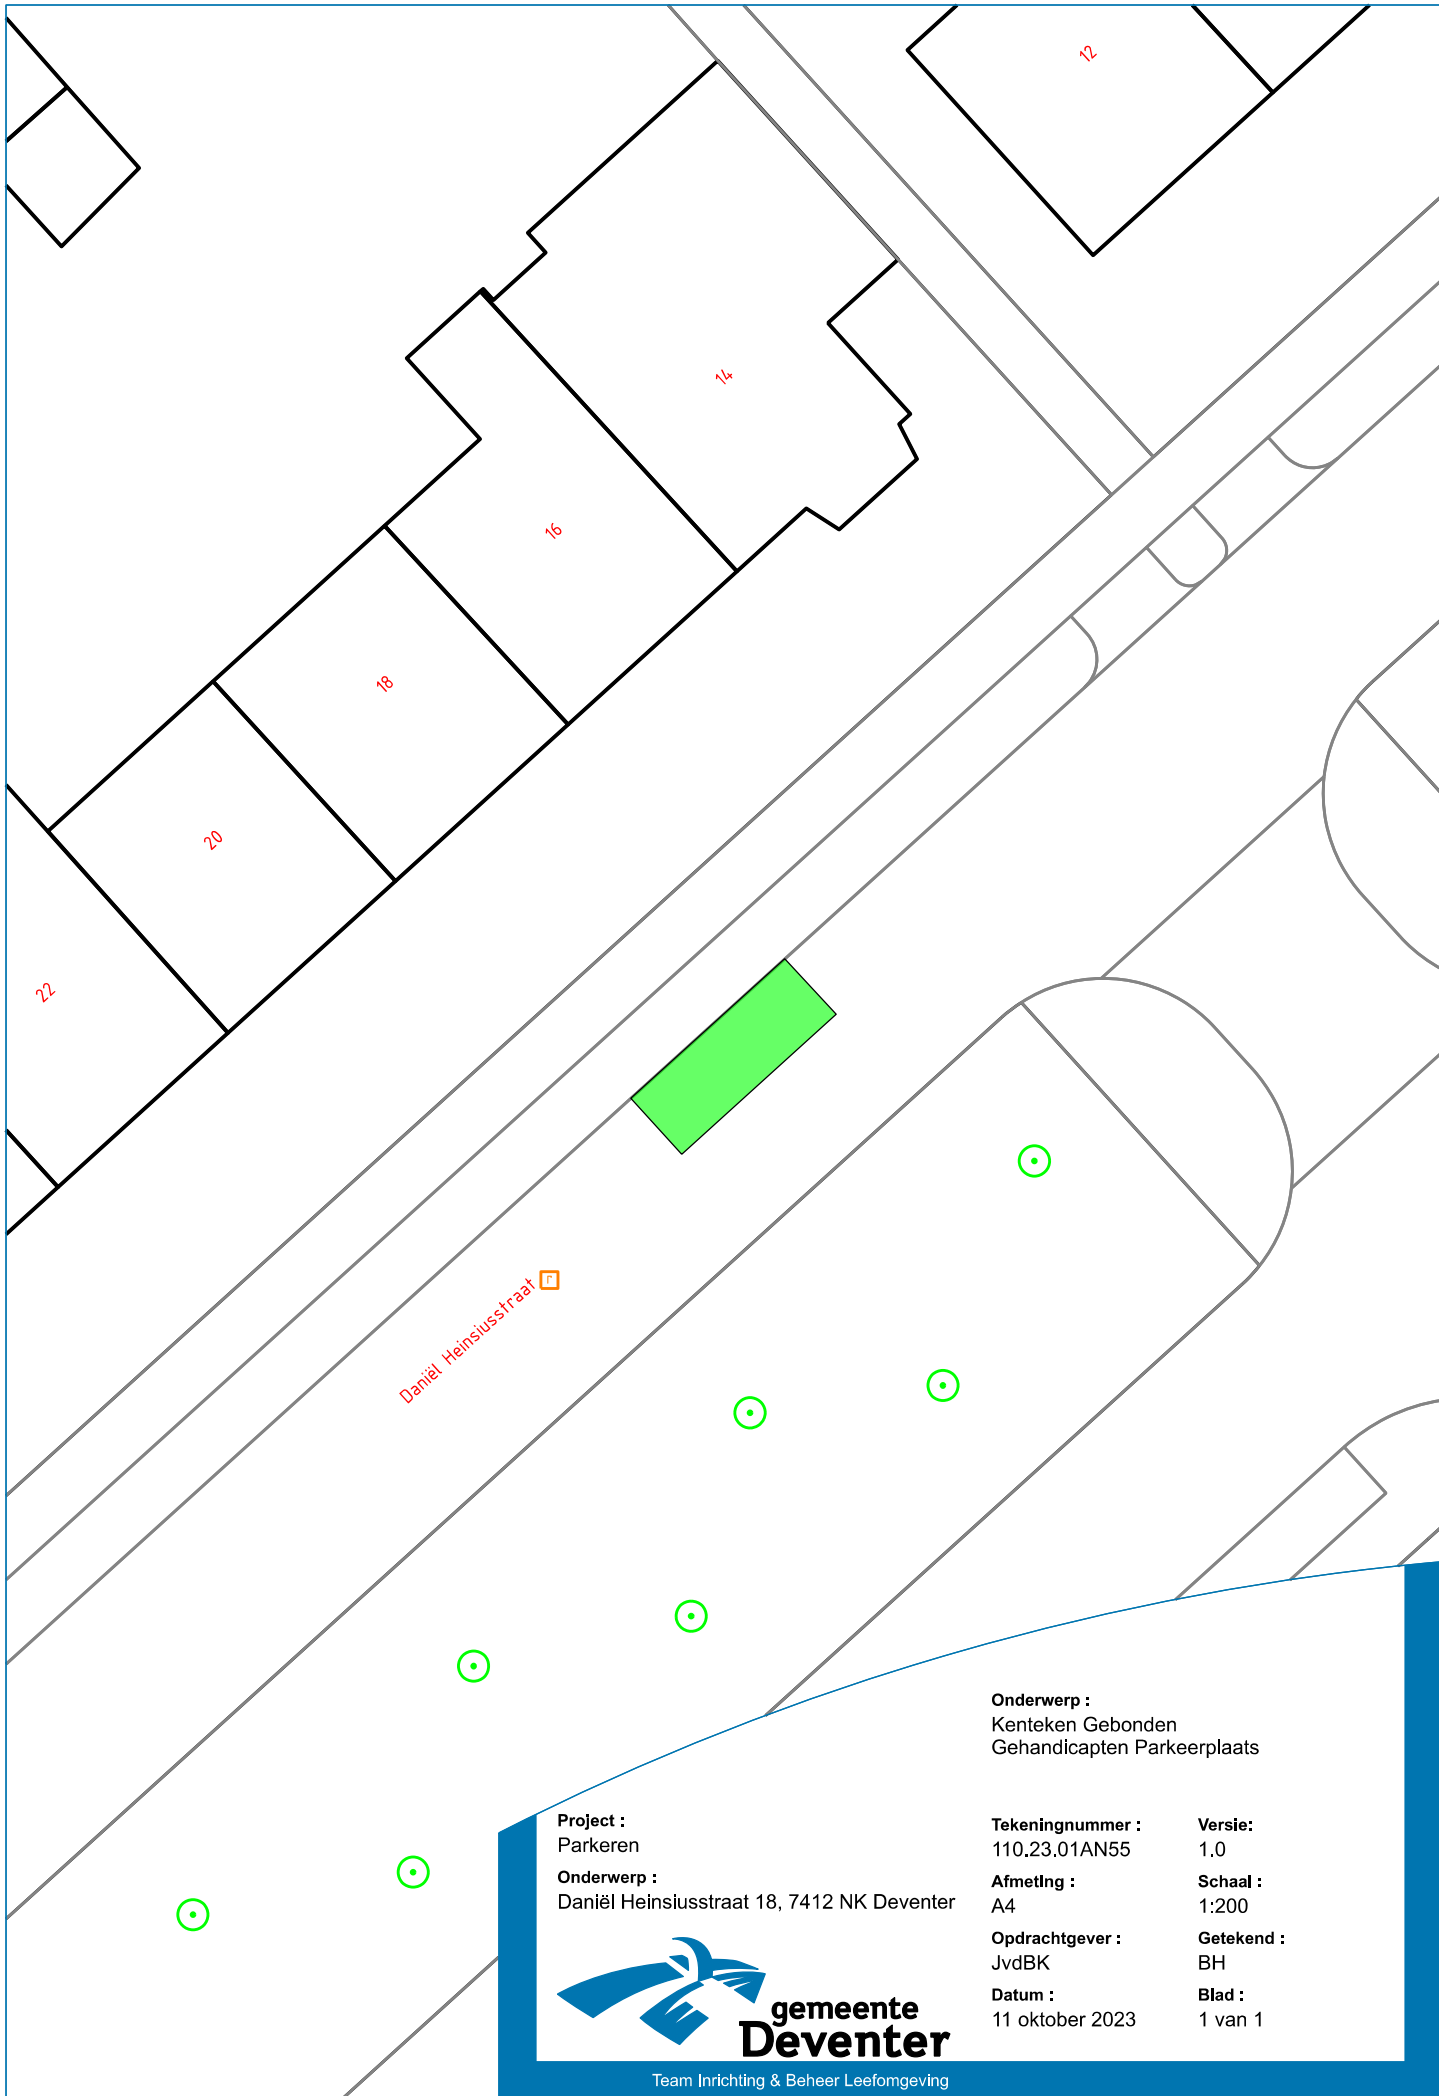 12
14
16
18
20
22
Daniël Heinsiusstraat
Onderwerp :
Kenteken Gebonden
Gehandicapten Parkeerplaats
Project :
Parkeren
Onderwerp :
Daniël Heinsiusstraat 18, 7412 NK Deventer
Tekeningnummer :
110.23.01AN55
Versie:
1.0
Afmeting :
A4
Schaal :
1:200
Opdrachtgever :
JvdBK
Getekend :
BH
Datum :
11 oktober 2023
Blad :
1 van 1
gemeente
Deventer
Team Inrichting & Beheer Leefomgeving